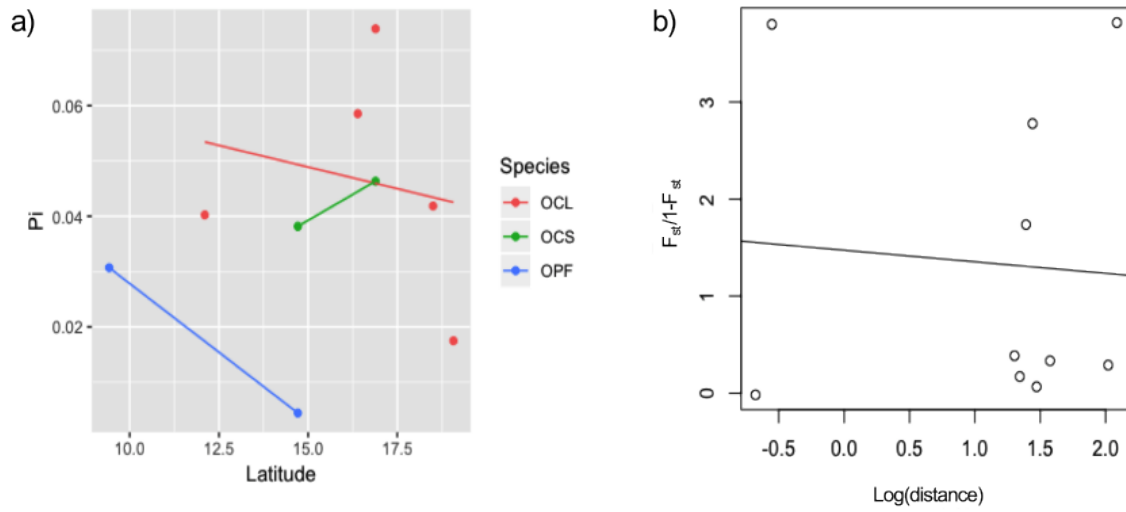 a)
Pi
0.06
0.04
0.02
10.0 12.5 15.0 17.5
Latitude
Species
OCL
OCS
OPF
b)
Fst/1-Fst
3
2
1
0
-0.5 0.0 0.5 1.0 1.5 2.0
Log(distance)